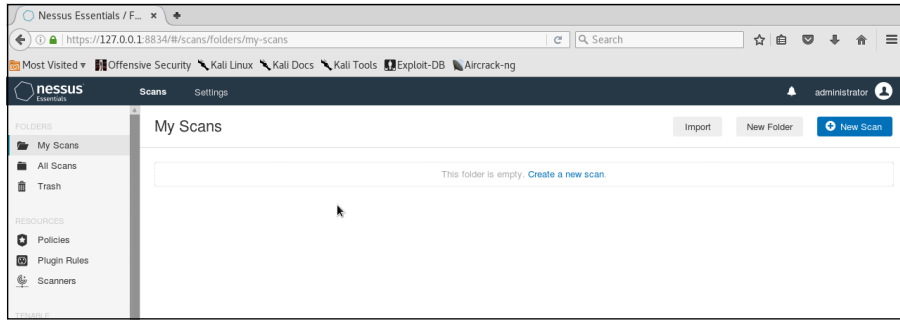 Nessus Essentials / F...
https://127.0.0.1:8834/#/scans/folders/my-scans
Search
Most Visited Offensive Security Kali Linux Kali Docs Kali Tools Exploit-DB Aircrack-ng
nessus
Essentials
Scans Settings
administrator
FOLDERS
My Scans
All Scans
Trash
RESOURCES
Policies
Plugin Rules
Scanners
TENABLE
My Scans
Import New Folder New Scan
This folder is empty. Create a new scan.